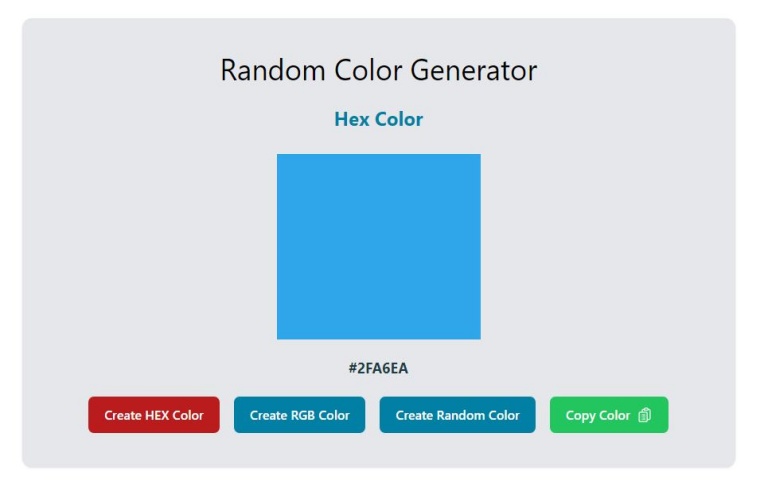 Random Color Generator
Hex Color
#2FA6EA
Create HEX Color
Create RGB Color
Create Random Color
Copy Color